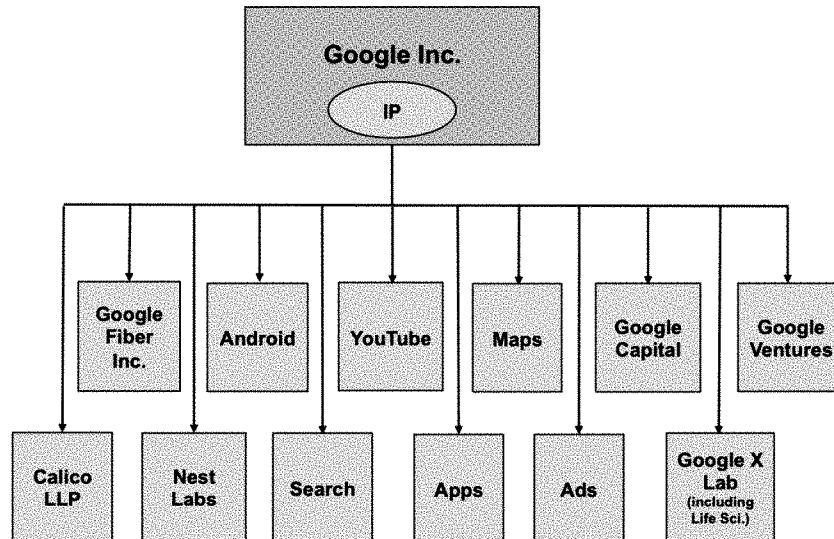 Google Inc.
IP
Google
Fiber
Inc.
Android
YouTube
Maps
Google
Capital
Google
Ventures
Calico
LLP
Nest
Labs
Search
Apps
Ads
Google X
Lab
(including
Life Sci.)